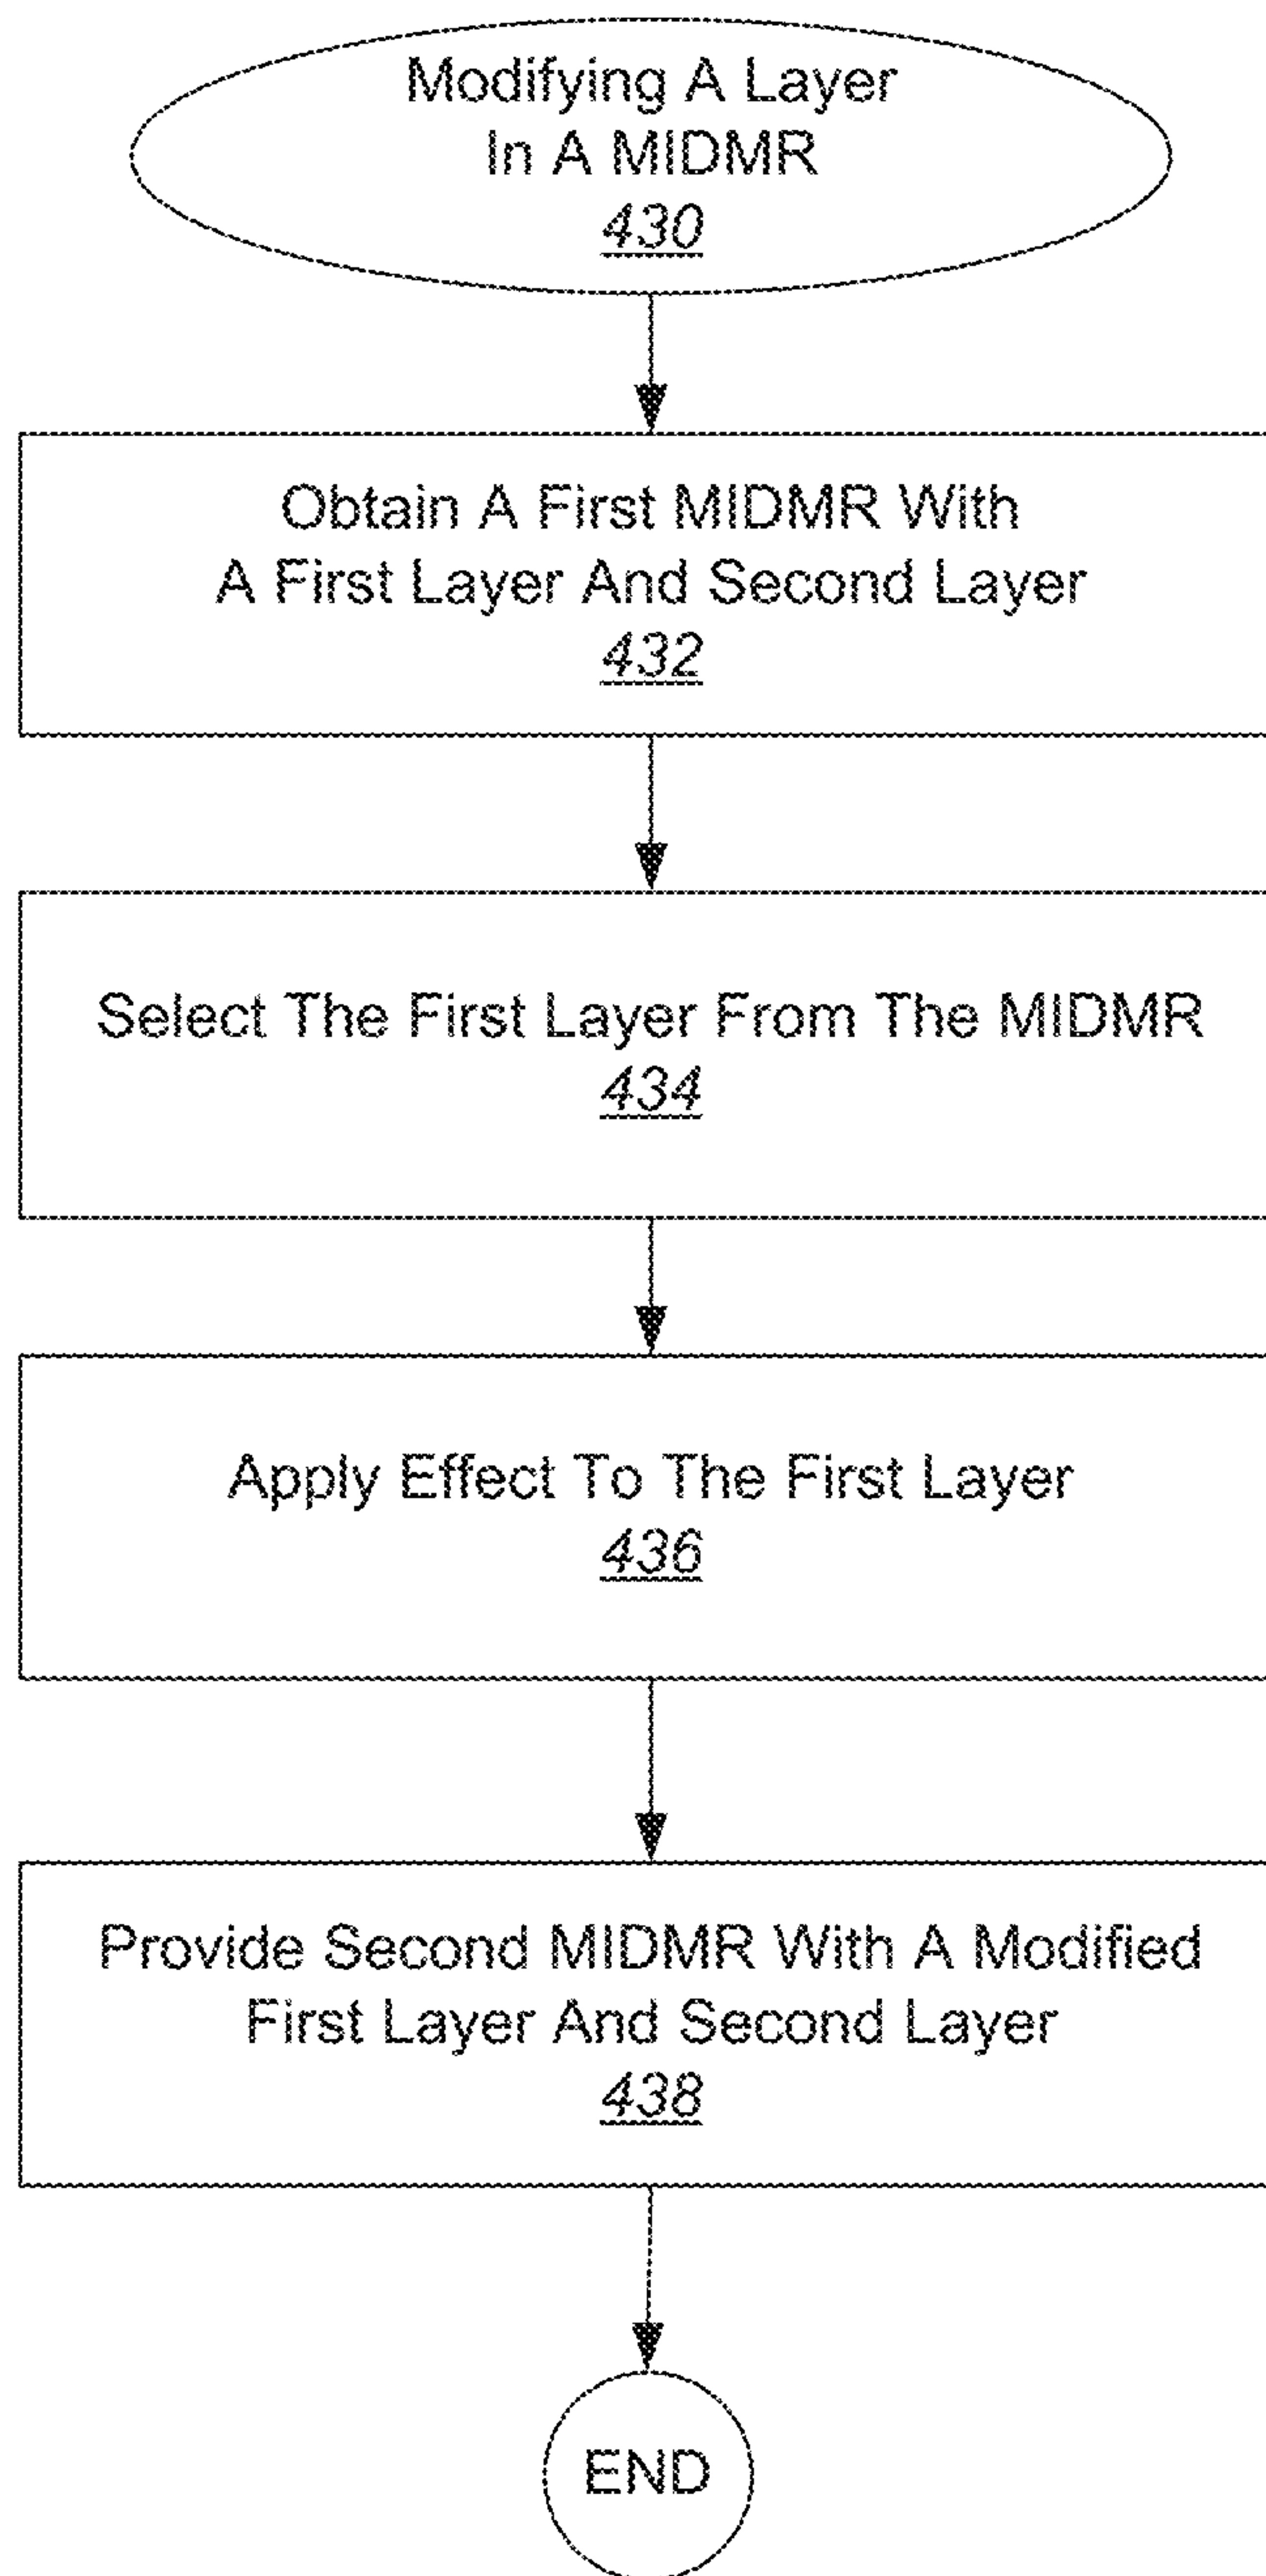 Modifying A Layer
In A MIDMR
430
Obtain A First MIDMR With
A First Layer And Second Layer
432
Select The First Layer From The MIDMR
434
Apply Effect To The First Layer
436
Provide Second MIDMR With A Modified
First Layer And Second Layer
438
END